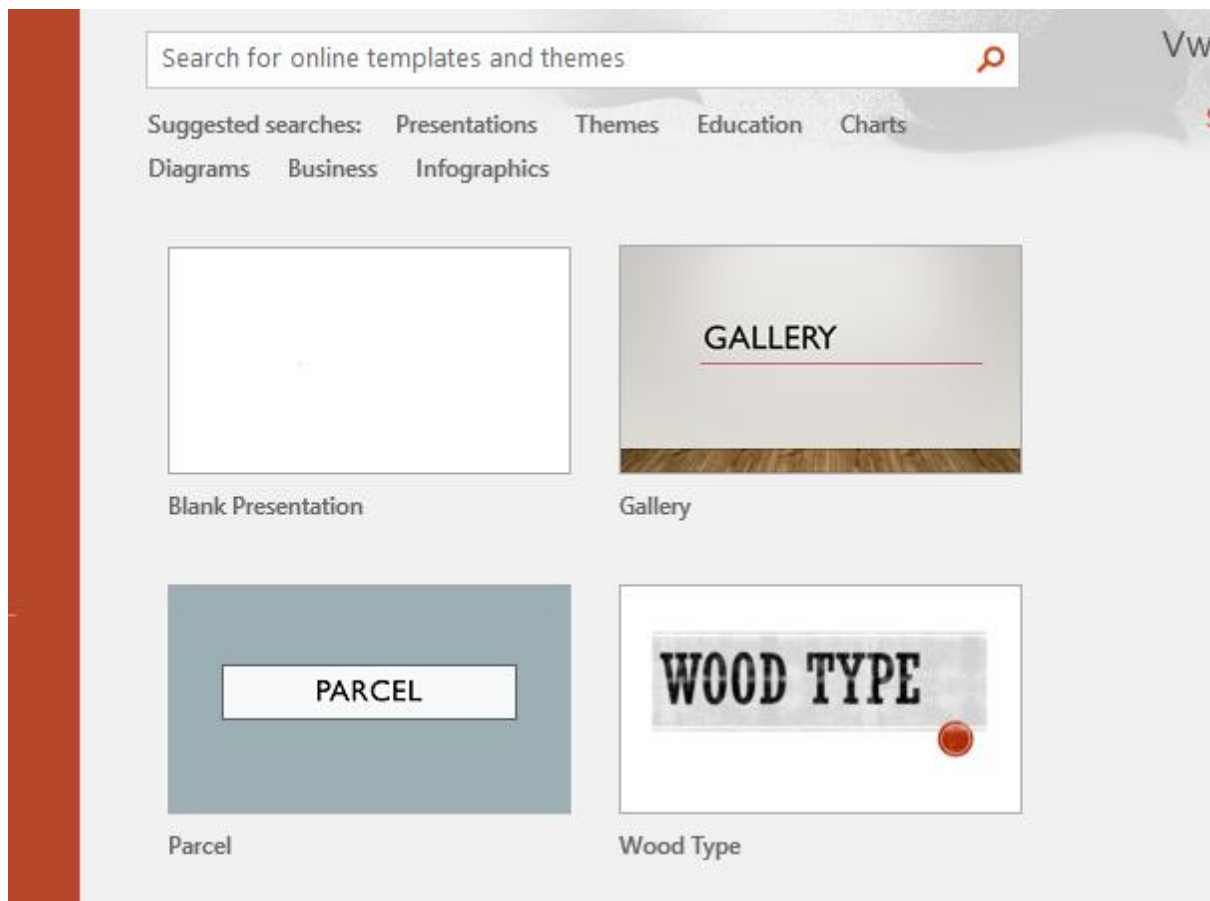 Search for online templates and themes
Vw
Suggested searches: Presentations Themes Education Charts
Diagrams Business Infographics
GALLERY
Blank Presentation Gallery
PARCEL WOOD TYPE
Parcel Wood Type